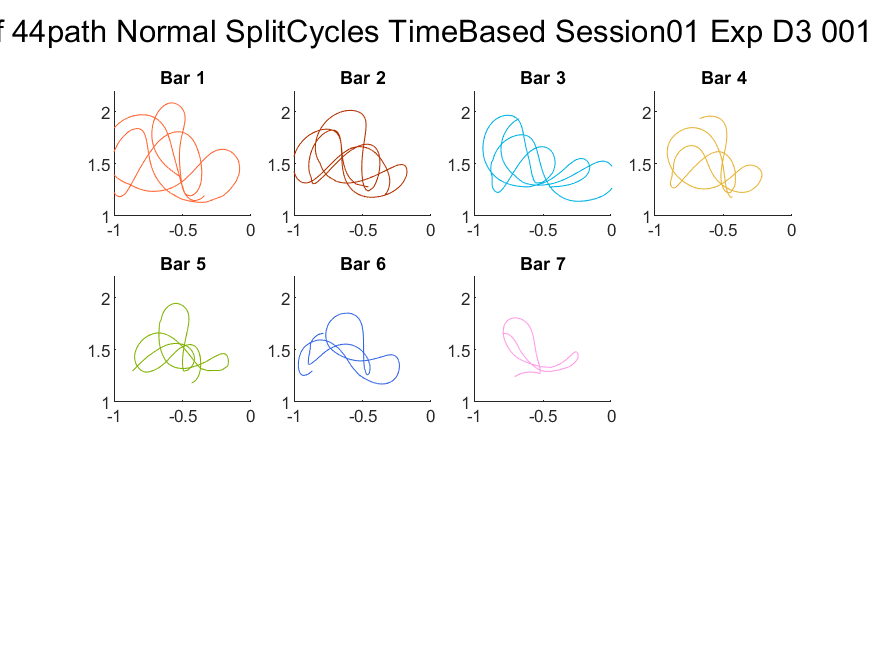 44path Normal SplitCycles TimeBased Session01 Exp D3 001
Bar 1 Bar 2 Bar 3 Bar 4
2 2 2 2
1.5 1.5 1.5 1.5
1 1 1 1
-1 -0.5 0 -1 -0.5 0 -1 -0.5 0 -1 -0.5 0
Bar 5 Bar 6 Bar 7
2 2 2
1.5 1.5 1.5
1 1 1
-1 -0.5 0 -1 -0.5 0 -1 -0.5 0